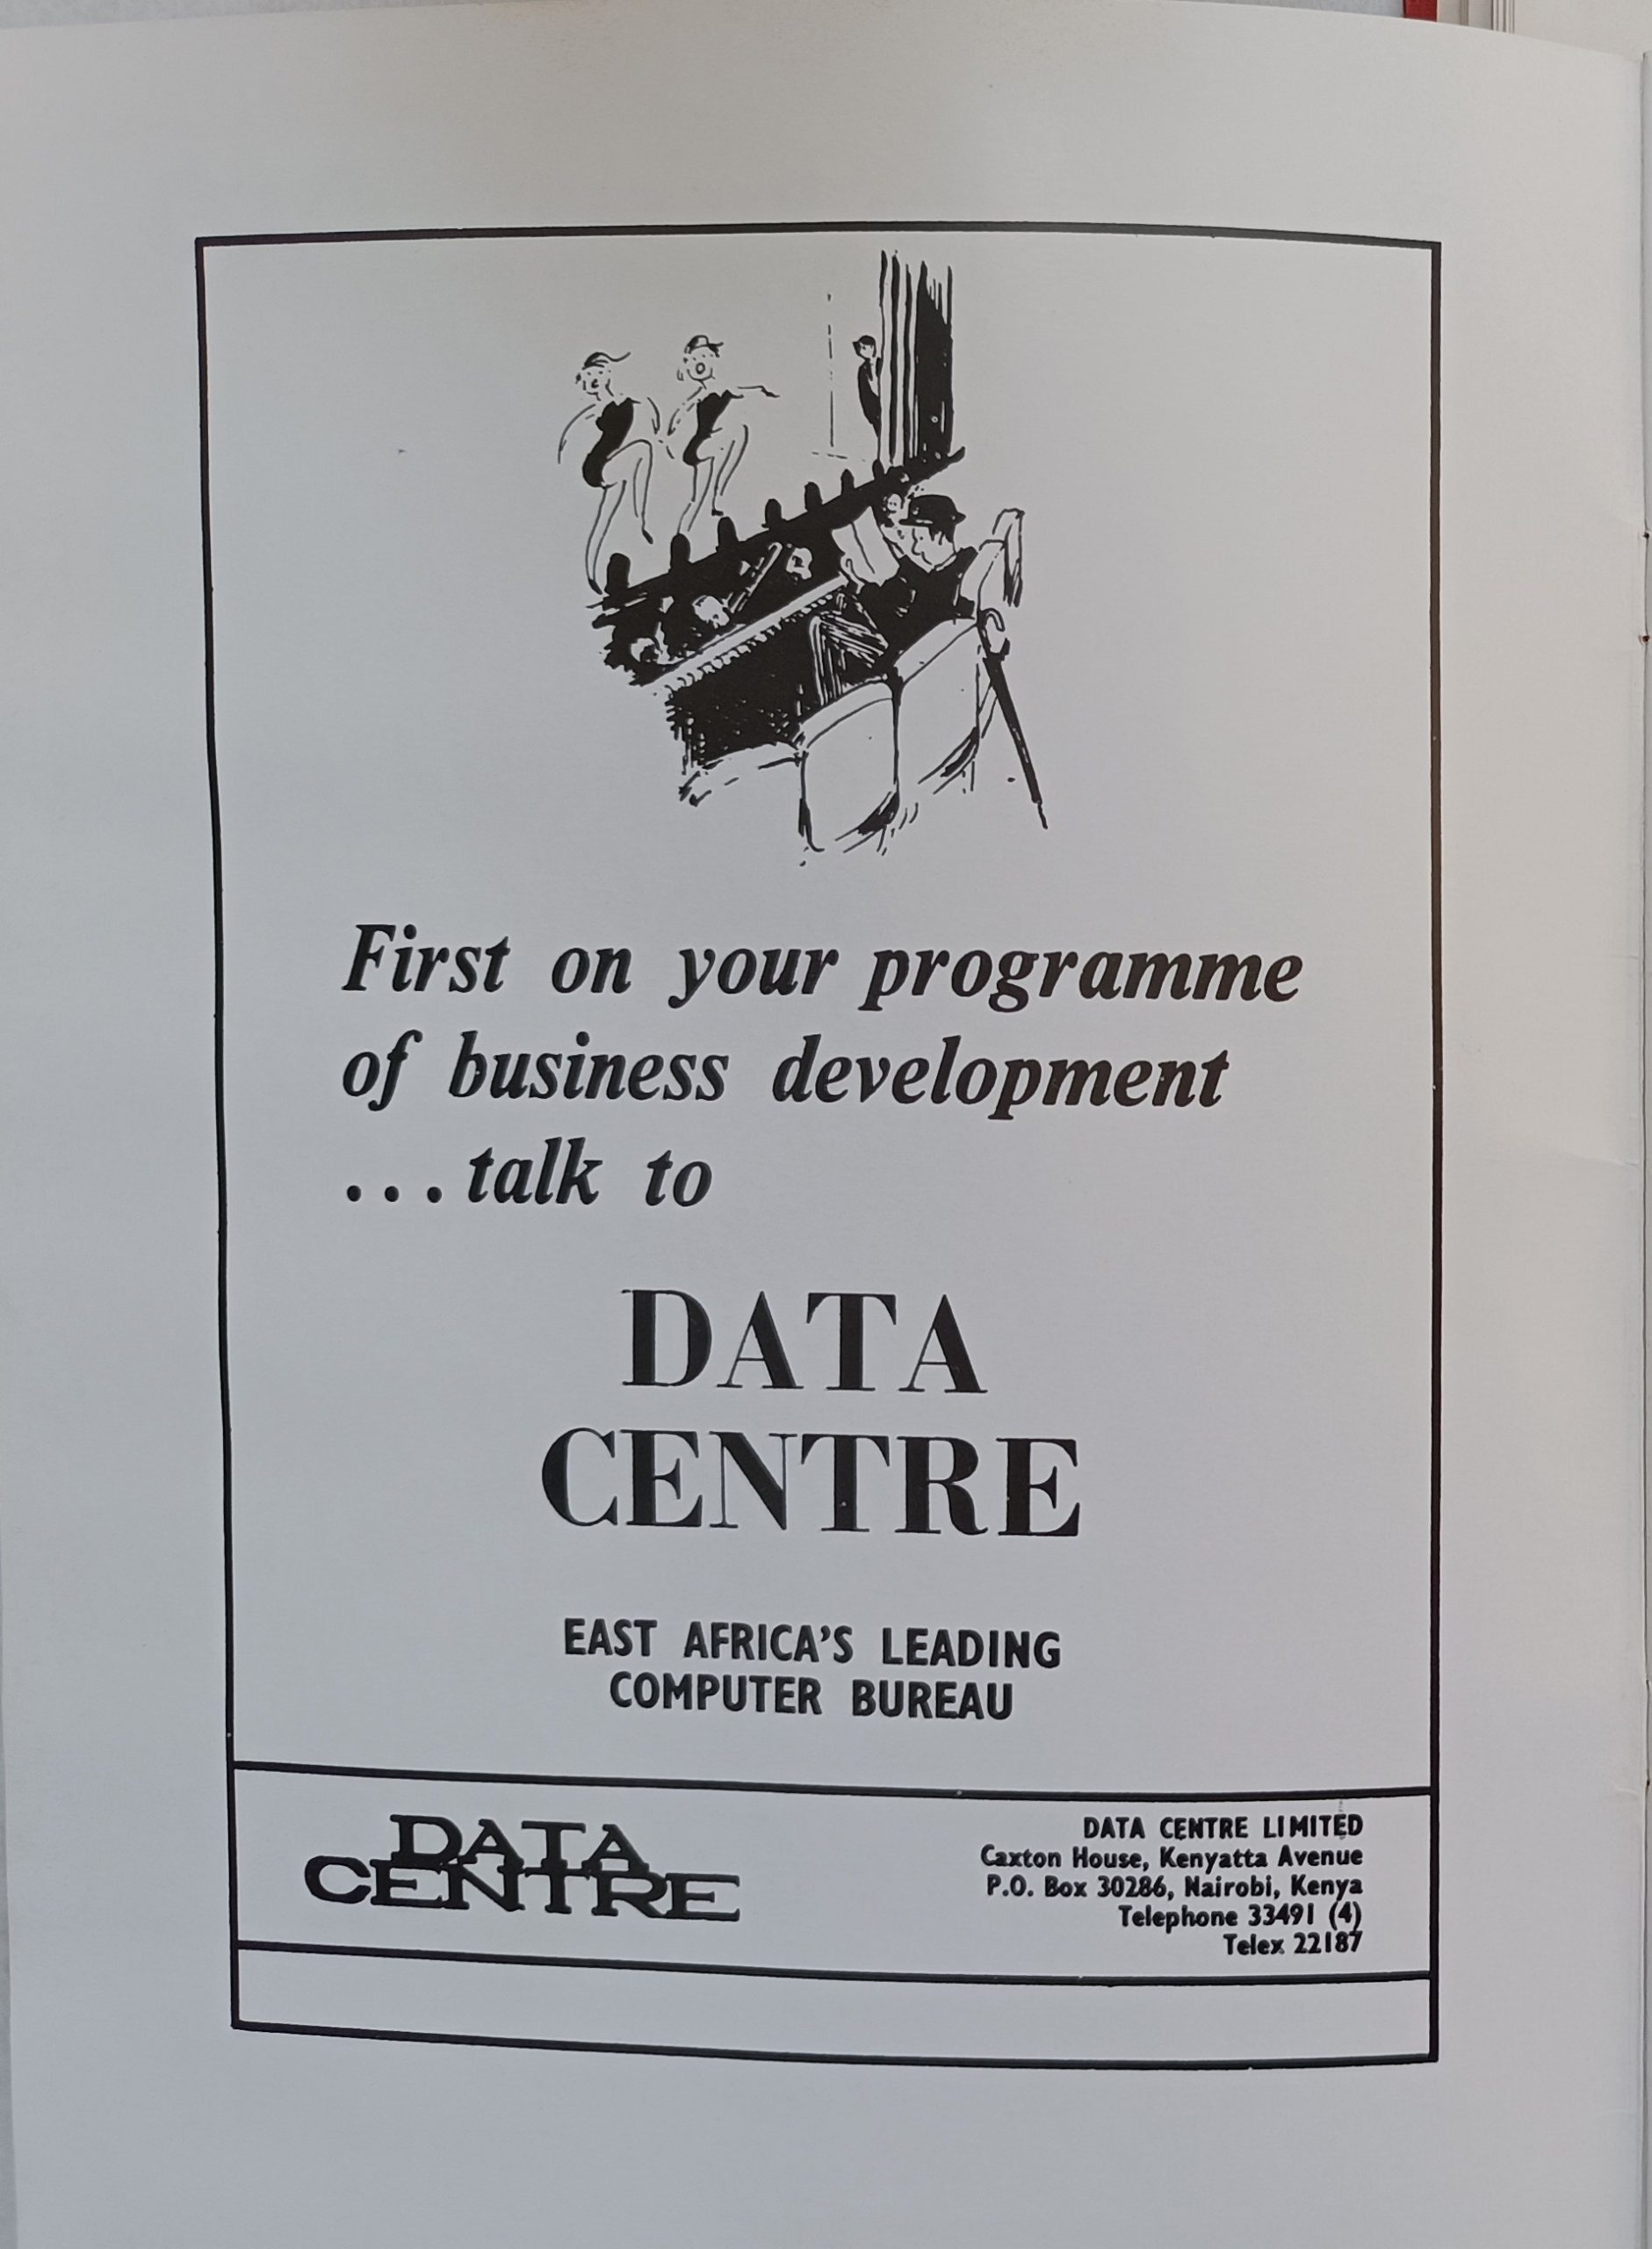 First on your programme
of business development
...talk to
DATA
CENTRE
EAST AFRICA'S LEADING
COMPUTER BUREAU
DATA
CENTRE
DATA CENTRE LIMITED
Caxton House, Kenyatta Avenue
P.O. Box 30286, Nairobi, Kenya
Telephone 33491 (4)
Telex 22187